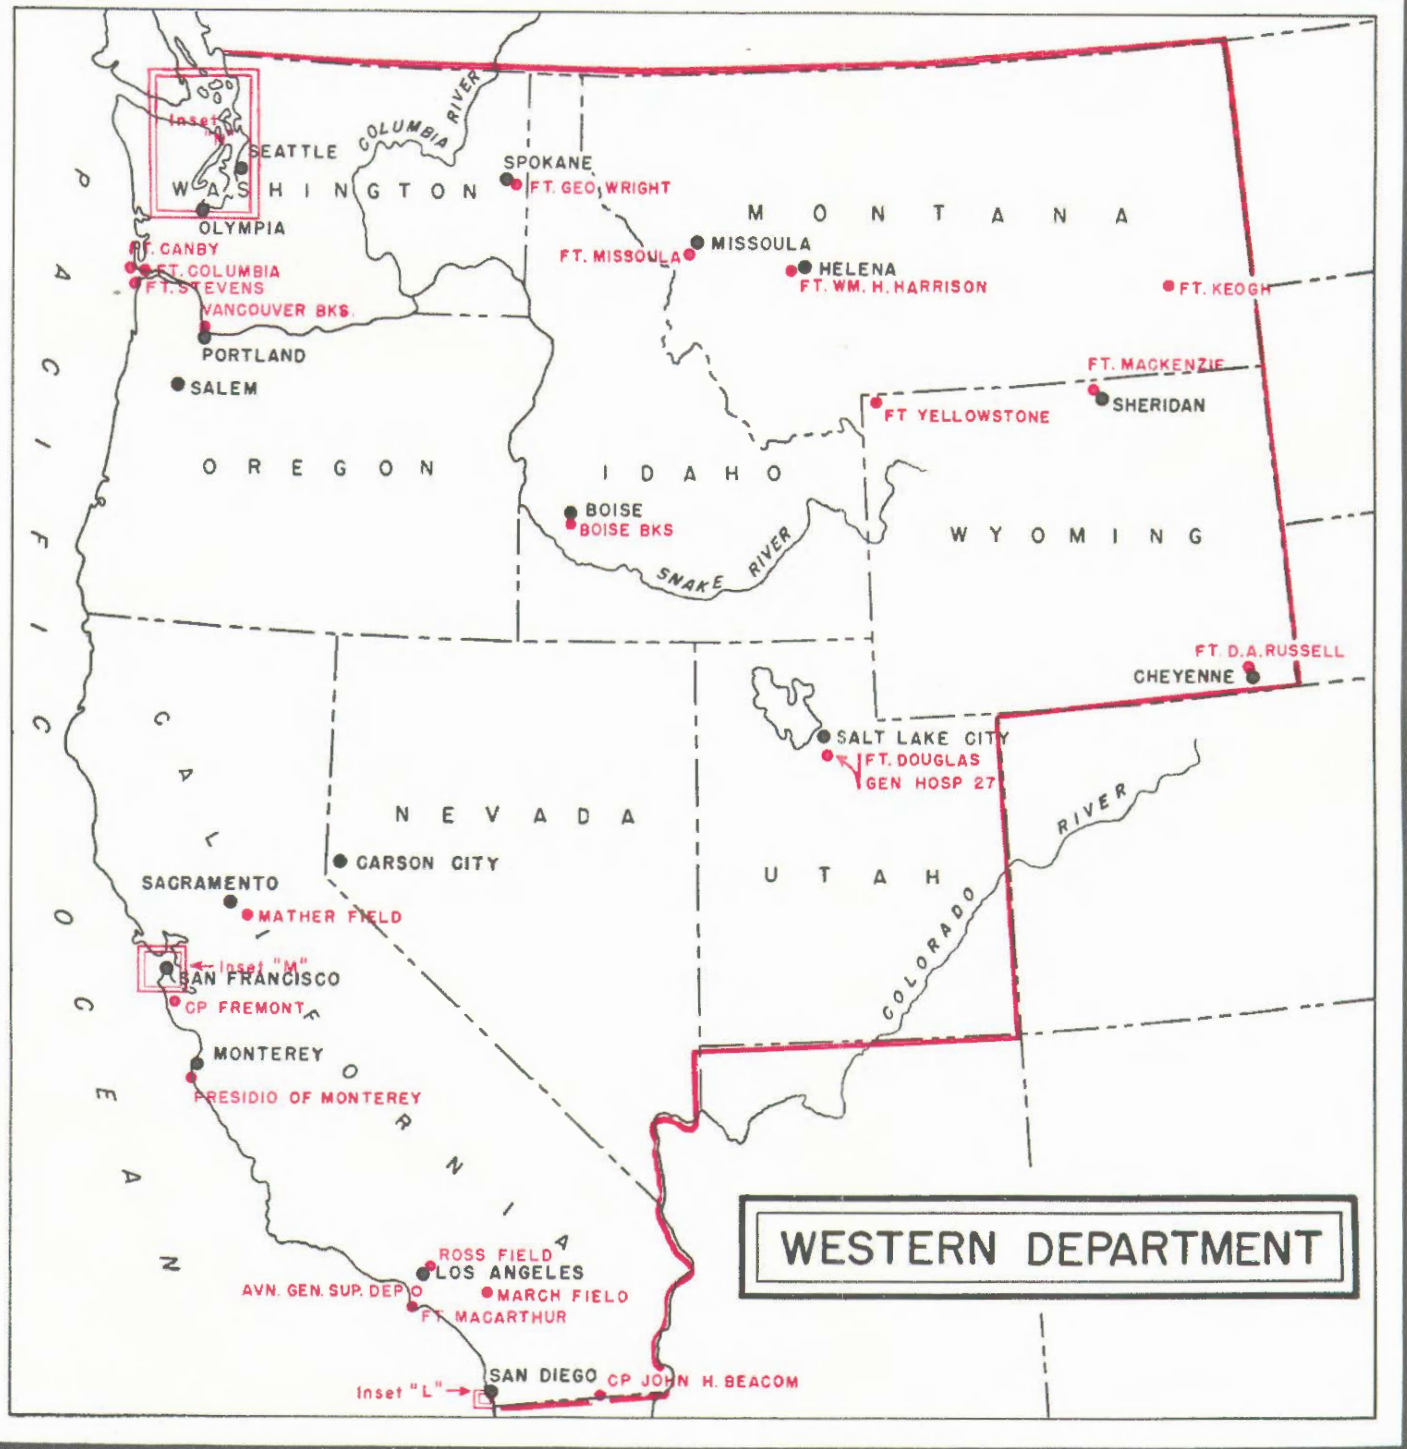 COLUMBIA RIVER
Inset
SEATTLE
WASHINGTON
OLYMPIA
SPOKANE
FT. GEO WRIGHT
MONTANA
MISSOULA
FT. MISSOULA
HELENA
FT. WM. H. HARRISON
FT. KEOGH
FT. CANBY
FT. COLUMBIA
FT. STEVENS
VANCOUVER BKS.
PORTLAND
SALEM
FT. MACKENZIE
SHERIDAN
FT YELLOWSTONE
OREGON
IDAHO
BOISE
BOISE BKS
SNAKE RIVER
WYOMING
FT. D.A. RUSSELL
CHEYENNE
PACIFIC OCEAN
SALT LAKE CITY
FT. DOUGLAS
GEN HOSP 27
COLORADO RIVER
NEVADA
UTAH
CARSON CITY
CALIFORNIA
SACRAMENTO
MATHER FIELD
Inset "M"
SAN FRANCISCO
CP FREMONT
MONTEREY
PRESIDIO OF MONTEREY
WESTERN DEPARTMENT
ROSS FIELD
LOS ANGELES
AVN. GEN. SUP. DEP
MARCH FIELD
FT MACARTHUR
SAN DIEGO
CP JOHN H. BEACOM
Inset "L"